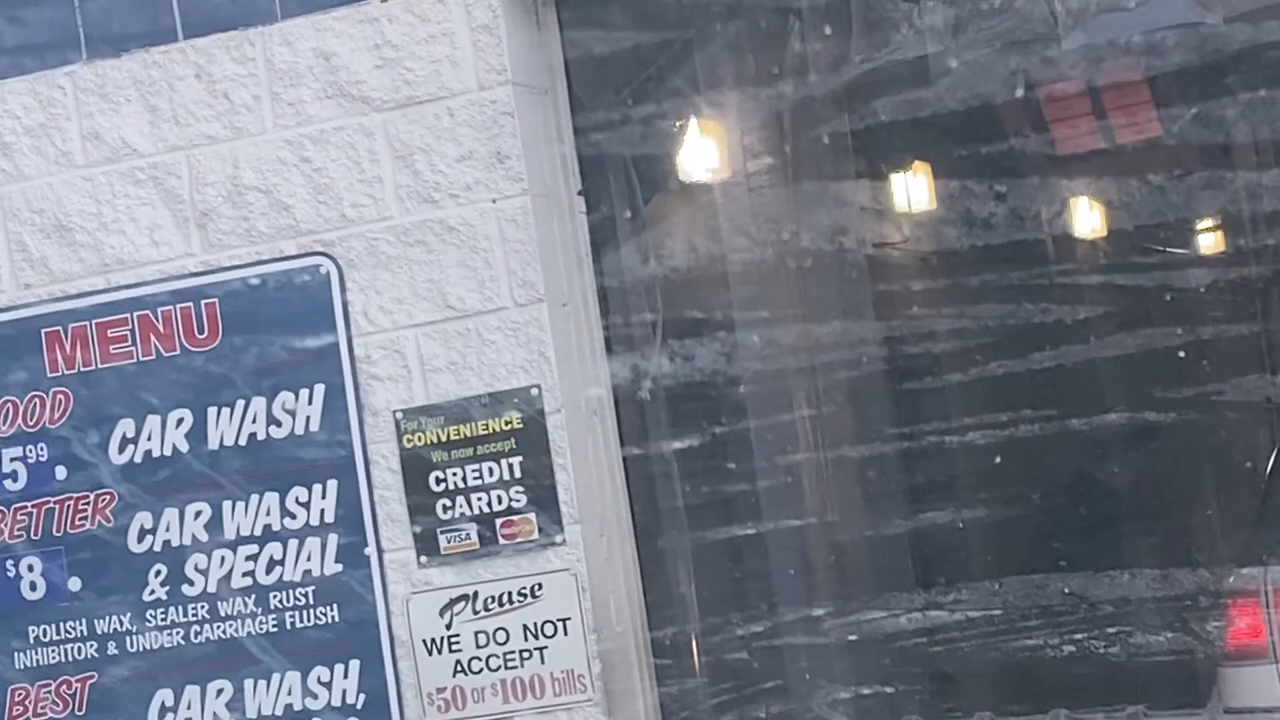 MENU
OOD
CAR WASH
5.99
BETTER
CAR WASH
& SPECIAL
$8
POLISH WAX, SEALER WAX, RUST
INHIBITOR & UNDER CARRIAGE FLUSH
BEST
CAR WASH,
For Your
CONVENIENCE
We now accept
CREDIT
CARDS
VISA
MasterCard
Please
WE DO NOT
ACCEPT
$50 or $100 bills